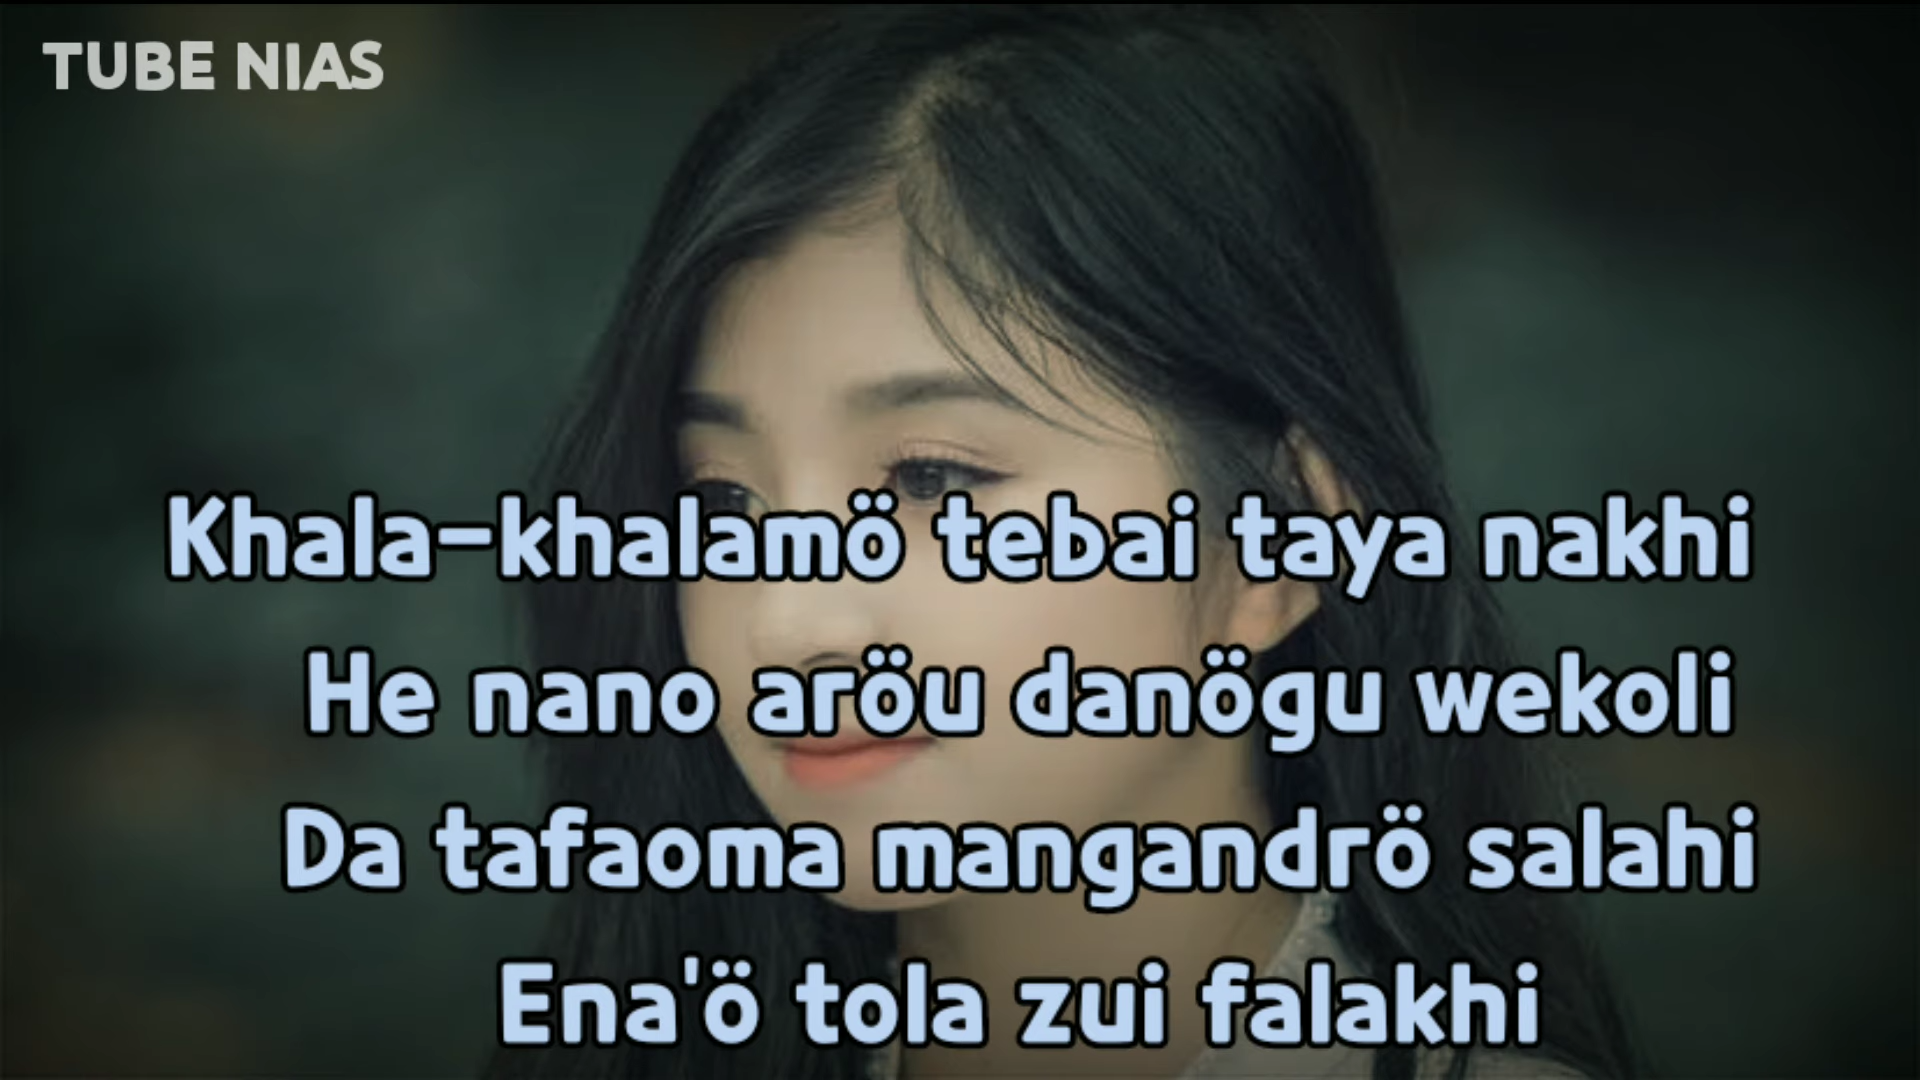 TUBE NIAS
Khala-khalamö tebai taya nakhi
He nano aröu danögu wekoli
Da tafaoma mangandrö salahi
Ena'ö tola zui falakhi